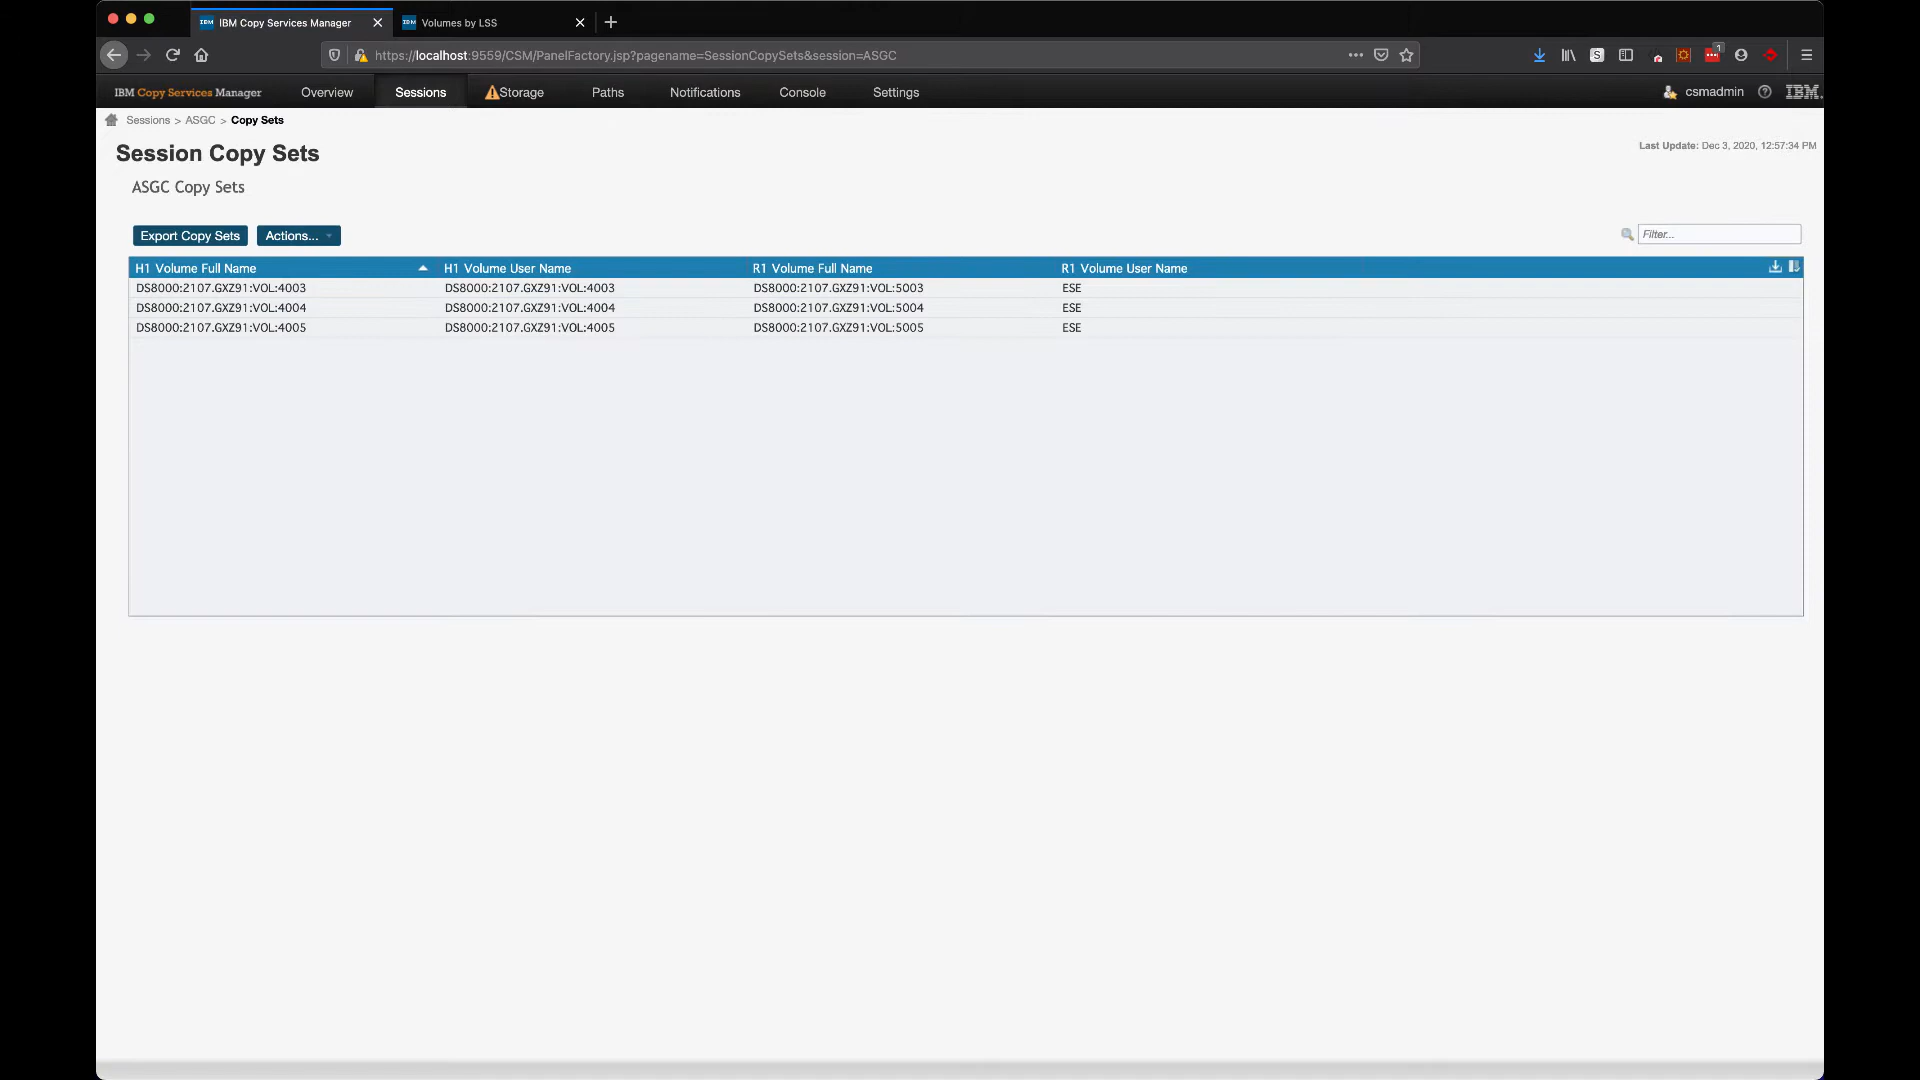 IBM IBM Copy Services Manager IBM Volumes by LSS
https://localhost:9559/CSM/PanelFactory.jsp?pagename=SessionCopySets&session=ASGC
S
1
IBM Copy Services Manager Overview Sessions Storage Paths Notifications Console Settings csmadmin IBM.
Sessions > ASGC > Copy Sets
Session Copy Sets
Last Update: Dec 3, 2020, 12:57:34 PM
ASGC Copy Sets
Export Copy Sets Actions... Filter...
H1 Volume Full Name H1 Volume User Name R1 Volume Full Name R1 Volume User Name
DS8000:2107.GXZ91:VOL:4003 DS8000:2107.GXZ91:VOL:4003 DS8000:2107.GXZ91:VOL:5003 ESE
DS8000:2107.GXZ91:VOL:4004 DS8000:2107.GXZ91:VOL:4004 DS8000:2107.GXZ91:VOL:5004 ESE
DS8000:2107.GXZ91:VOL:4005 DS8000:2107.GXZ91:VOL:4005 DS8000:2107.GXZ91:VOL:5005 ESE